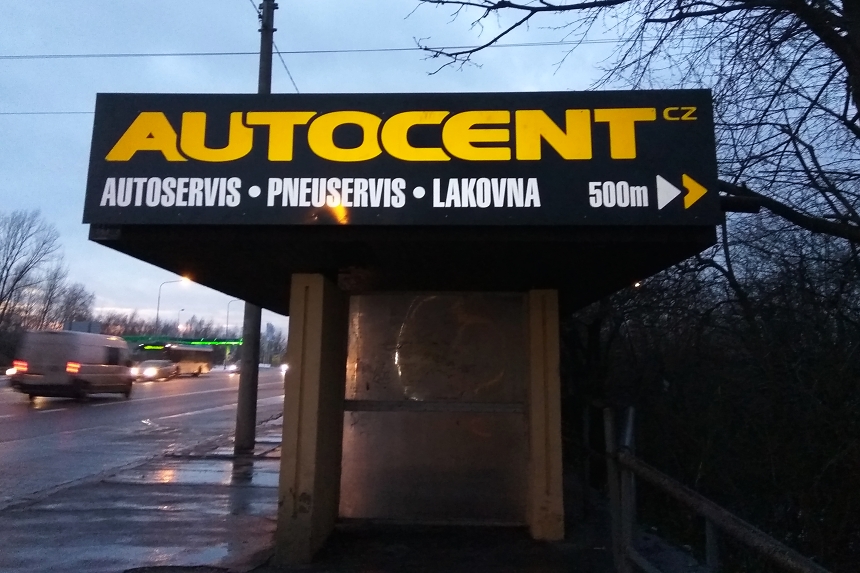 AUTOCENT CZ
AUTOSERVIS • PNEUSERVIS • LAKOVNA 500m